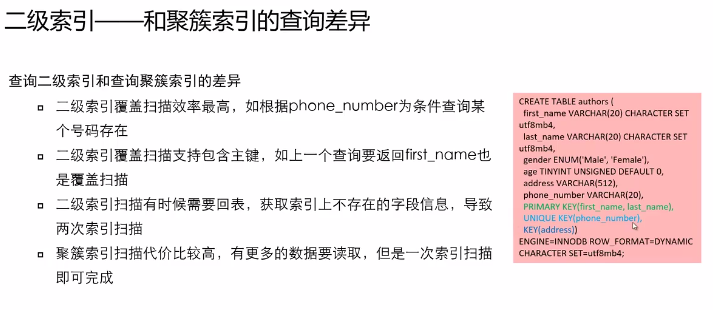 二级索引——和聚簇索引的查询差异
查询二级索引和查询聚簇索引的差异
二级索引覆盖扫描效率最高，如根据phone_number为条件查询某
个号码存在
二级索引覆盖扫描支持包含主键，如上一个查询要返回first_name也
是覆盖扫描
二级索引扫描有时候需要回表，获取索引上不存在的字段信息，导致
两次索引扫描
聚簇索引扫描代价比较高，有更多的数据要读取，但是一次索引扫描
即可完成
CREATE TABLE authors (
first_name VARCHAR(20) CHARACTER SET
utf8mb4,
last_name VARCHAR(20) CHARACTER SET
utf8mb4,
gender ENUM('Male', 'Female'),
age TINYINT UNSIGNED DEFAULT 0,
address VARCHAR(512),
phone_number VARCHAR(20),
PRIMARY KEY(first_name, last_name),
UNIQUE KEY(phone_number),
KEY(address))
ENGINE=INNODB ROW_FORMAT=DYNAMIC
CHARACTER SET=utf8mb4;